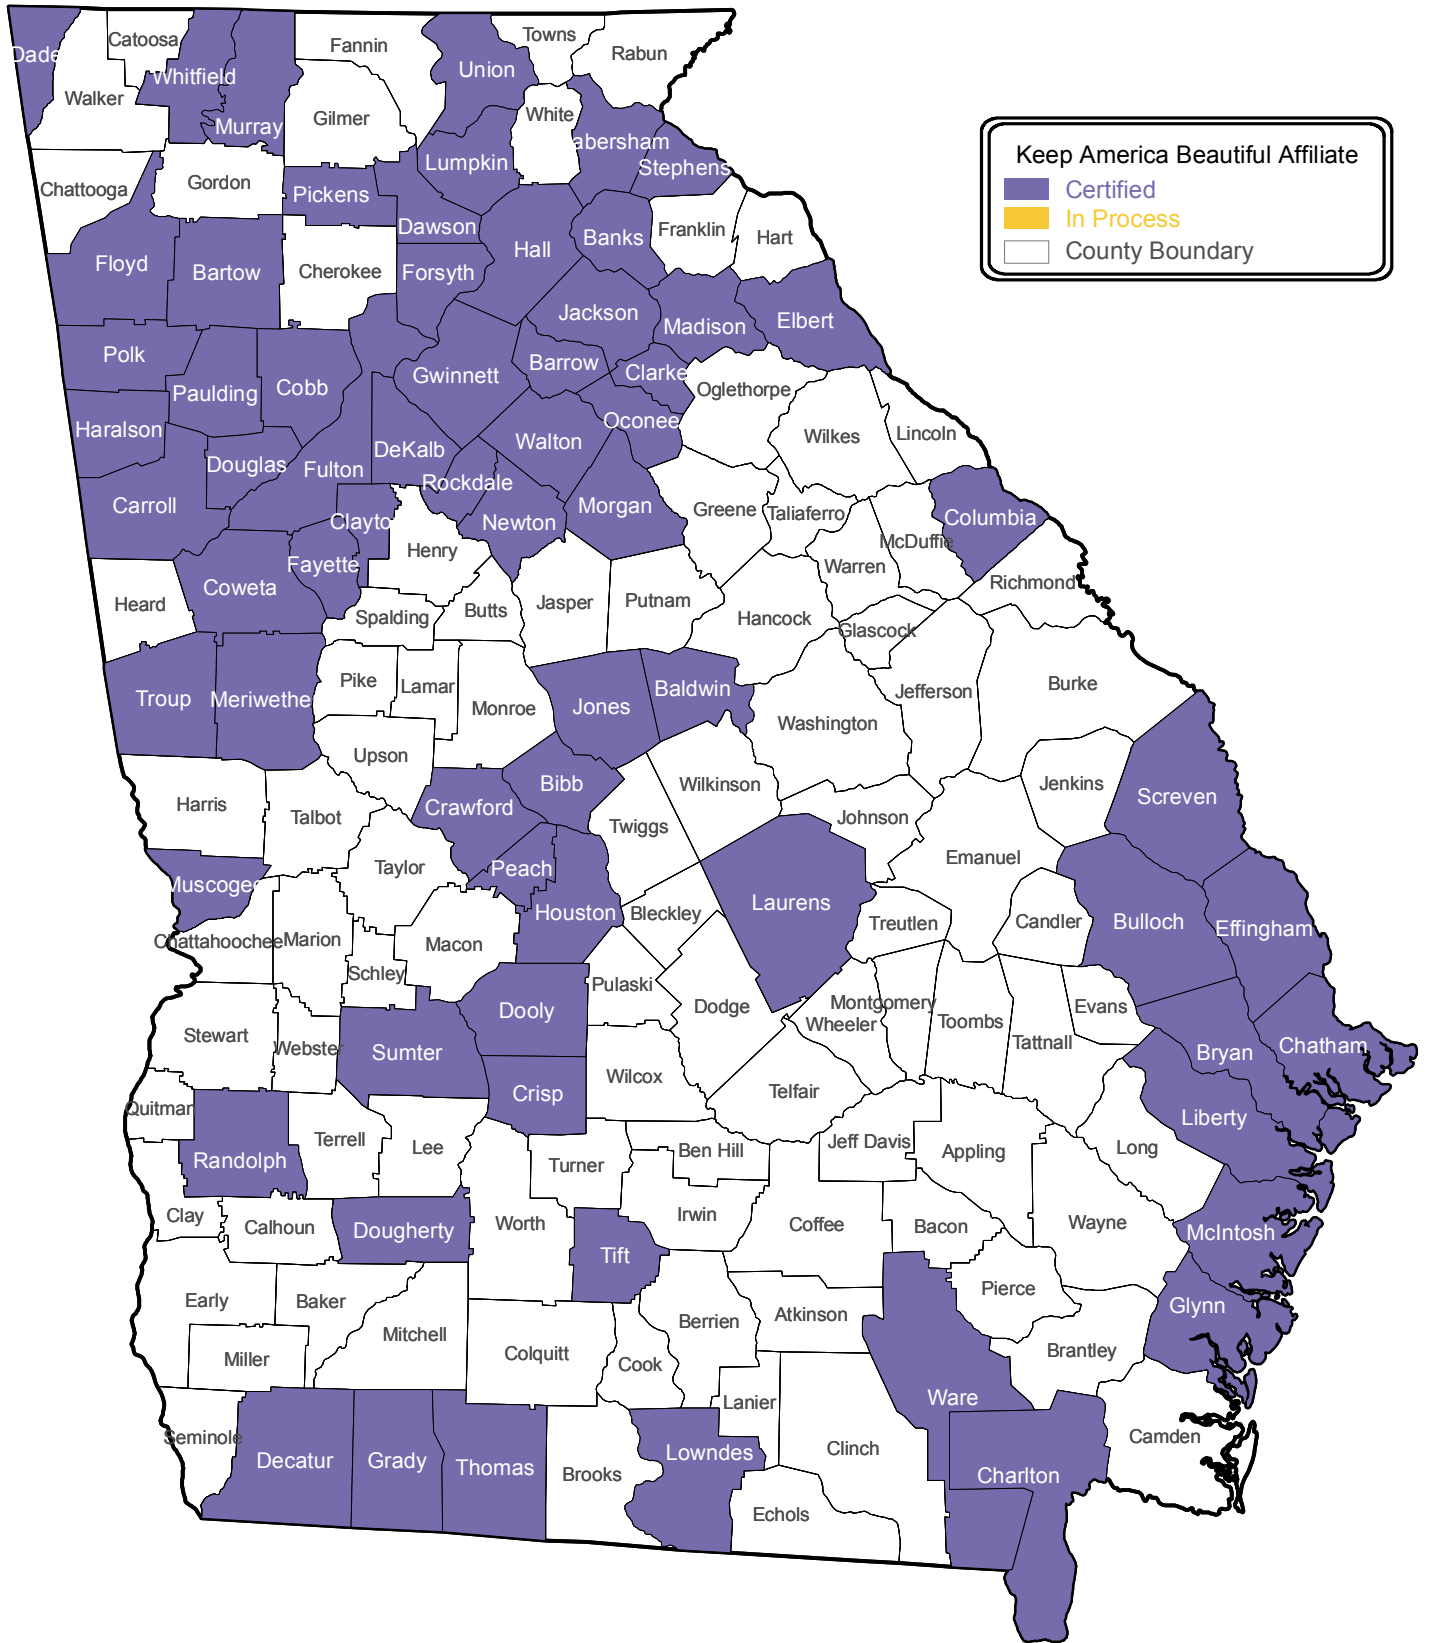 Keep America Beautiful Affiliate
Certified
In Process
County Boundary
Dade
Catoosa
Whitfield
Walker
Murray
Fannin
Gilmer
Union
Towns
Rabun
White
abersham
Stephens
Lumpkin
Chattooga
Gordon
Pickens
Dawson
Hall
Banks
Franklin
Hart
Floyd
Bartow
Cherokee
Forsyth
Jackson
Madison
Elbert
Polk
Paulding
Cobb
Gwinnett
Barrow
Clarke
Oglethorpe
Haralson
Douglas
Fulton
DeKalb
Rockdale
Walton
Oconee
Wilkes
Lincoln
Carroll
Clayto
Newton
Morgan
Greene
Taliaferro
McDuffie
Columbia
Heard
Coweta
Fayette
Henry
Spalding
Butts
Jasper
Putnam
Hancock
Warren
Glascock
Richmond
Troup
Meriwethe
Pike
Lamar
Monroe
Jones
Baldwin
Washington
Jefferson
Burke
Upson
Harris
Talbot
Crawford
Bibb
Twiggs
Wilkinson
Johnson
Jenkins
Screven
Emanuel
Muscogee
Taylor
Peach
Houston
Bleckley
Laurens
Treutlen
Candler
Bulloch
Effingham
Chattahoochee
Marion
Schley
Macon
Dooly
Pulaski
Dodge
Wheeler
Montgomery
Toombs
Tattnall
Evans
Stewart
Webster
Sumter
Crisp
Wilcox
Telfair
Bryan
Chatham
Liberty
Quitman
Randolph
Terrell
Lee
Turner
Ben Hill
Jeff Davis
Appling
Long
Clay
Calhoun
Dougherty
Worth
Tift
Irwin
Coffee
Bacon
Wayne
McIntosh
Early
Baker
Mitchell
Miller
Colquitt
Cook
Berrien
Atkinson
Pierce
Brantley
Glynn
Seminole
Decatur
Grady
Thomas
Brooks
Lowndes
Lanier
Clinch
Echols
Ware
Charlton
Camden